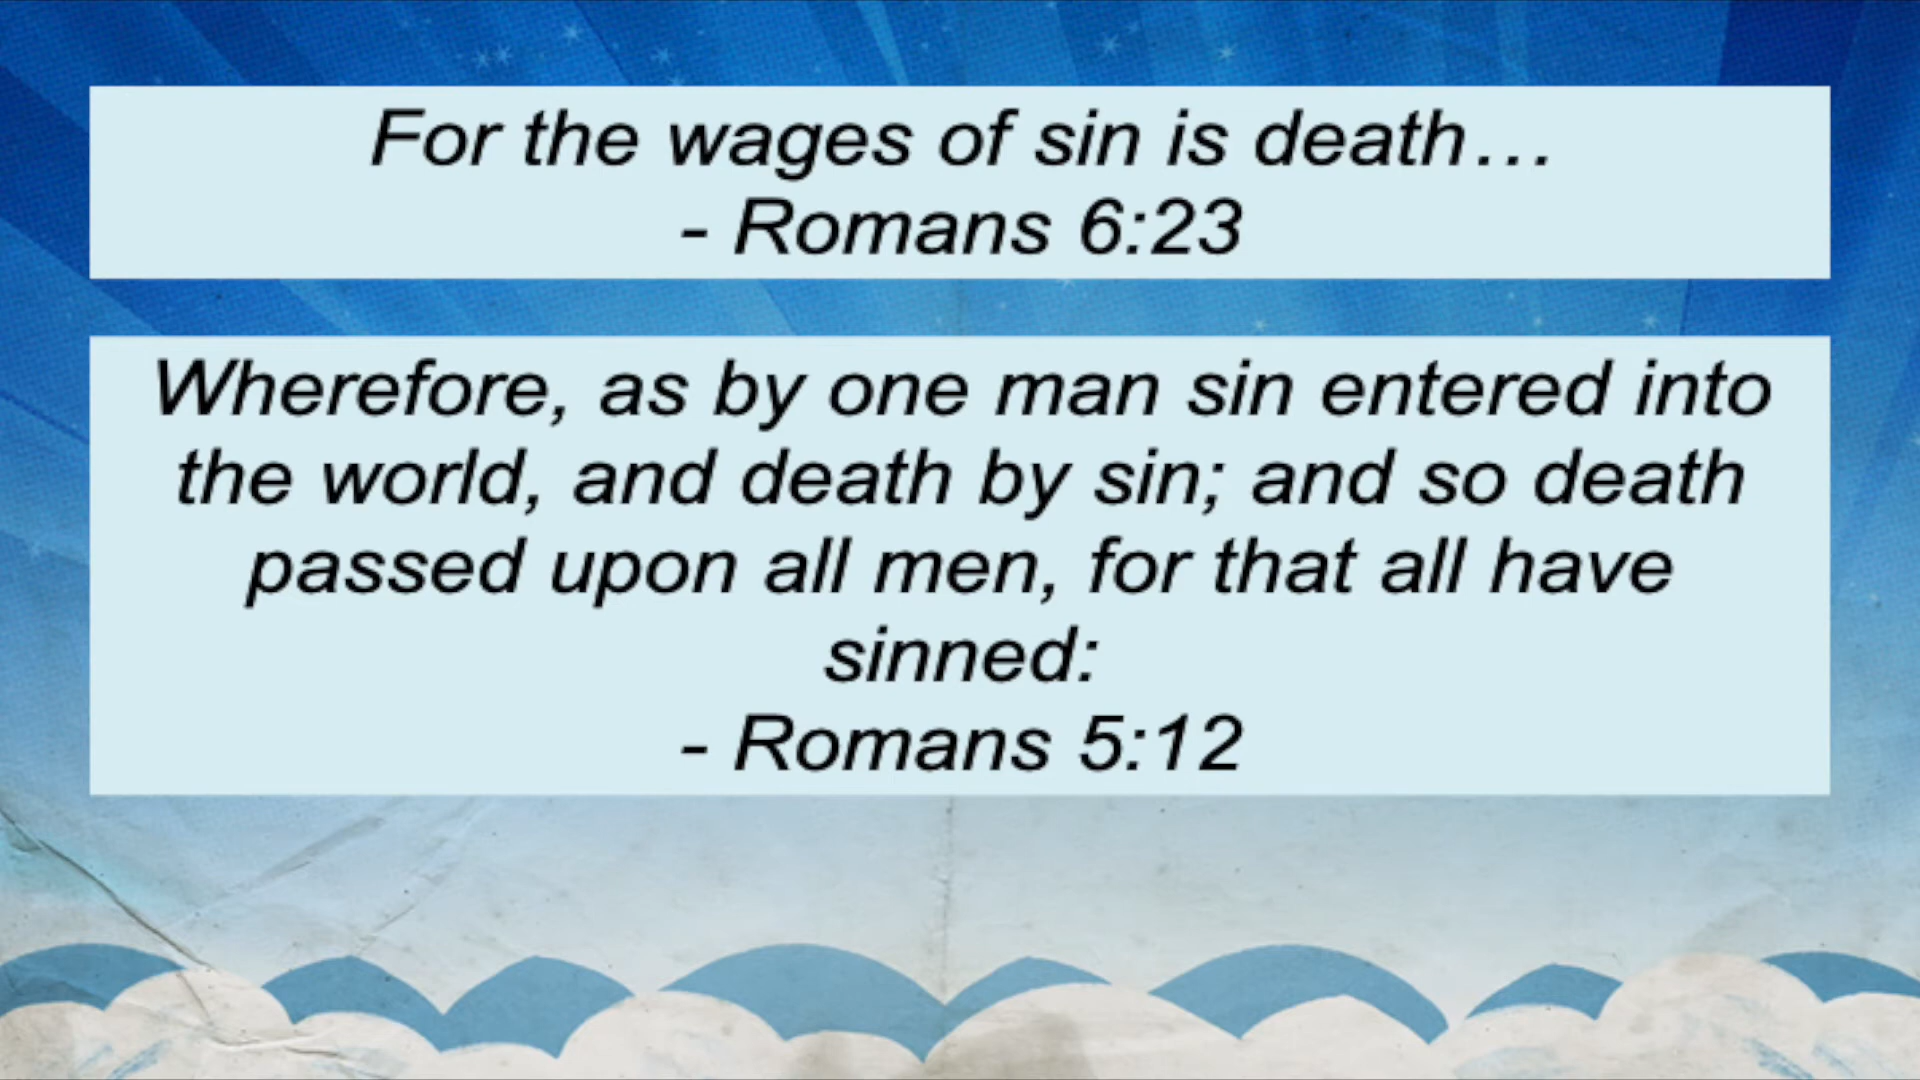 For the wages of sin is death…
- Romans 6:23
Wherefore, as by one man sin entered into
the world, and death by sin; and so death
passed upon all men, for that all have
sinned:
- Romans 5:12